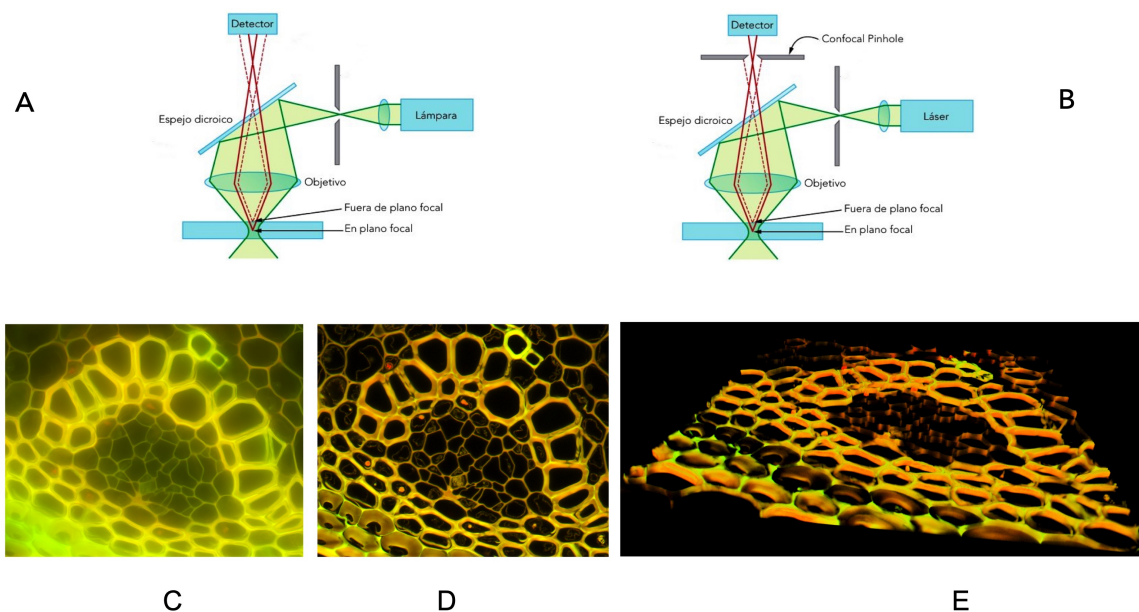 Detector
A
Espejo dicroico
Lámpara
Objetivo
Fuera de plano focal
En plano focal
Detector
Confocal Pinhole
B
Espejo dicroico
Láser
Objetivo
Fuera de plano focal
En plano focal
C
D
E